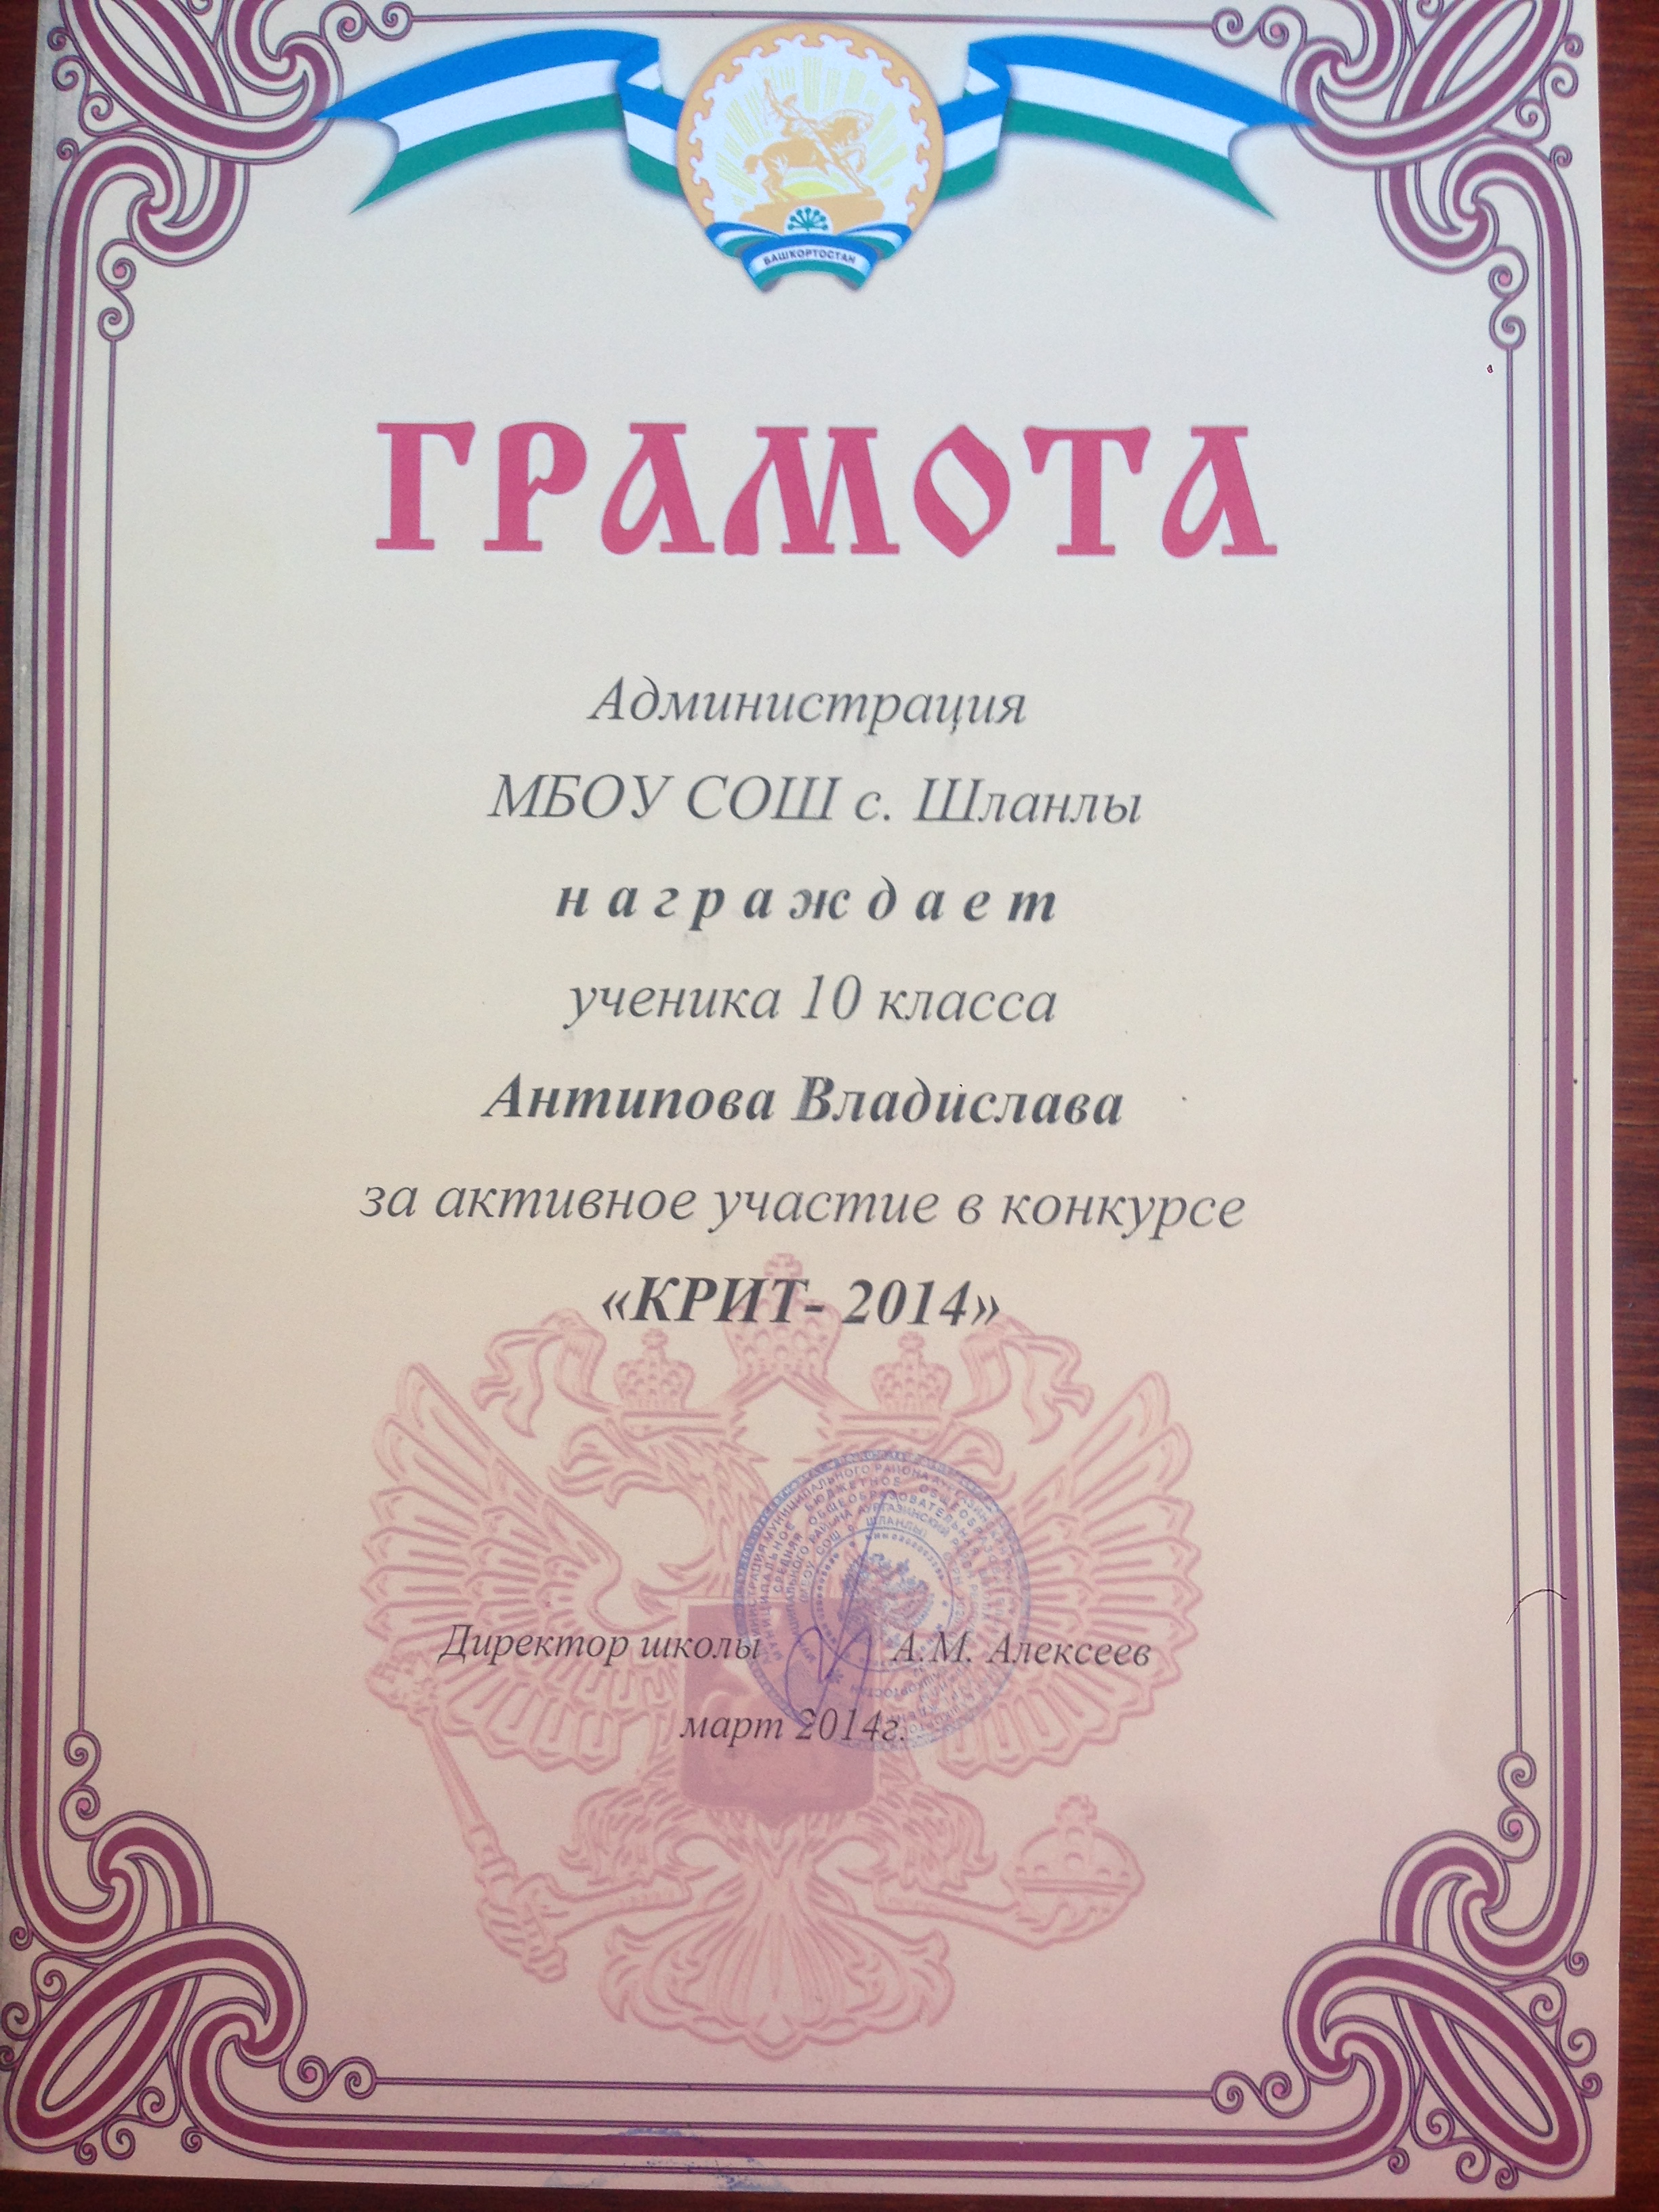 БАШКОРТОСТАН
ГРАМОТА
Администрация
МБОУ СОШ с. Шланлы
н а г р а ж д а е т
ученика 10 класса
Антипова Владислава
за активное участие в конкурсе
«КРИТ- 2014»
Директор школы А.М. Алексеев
март 2014г.